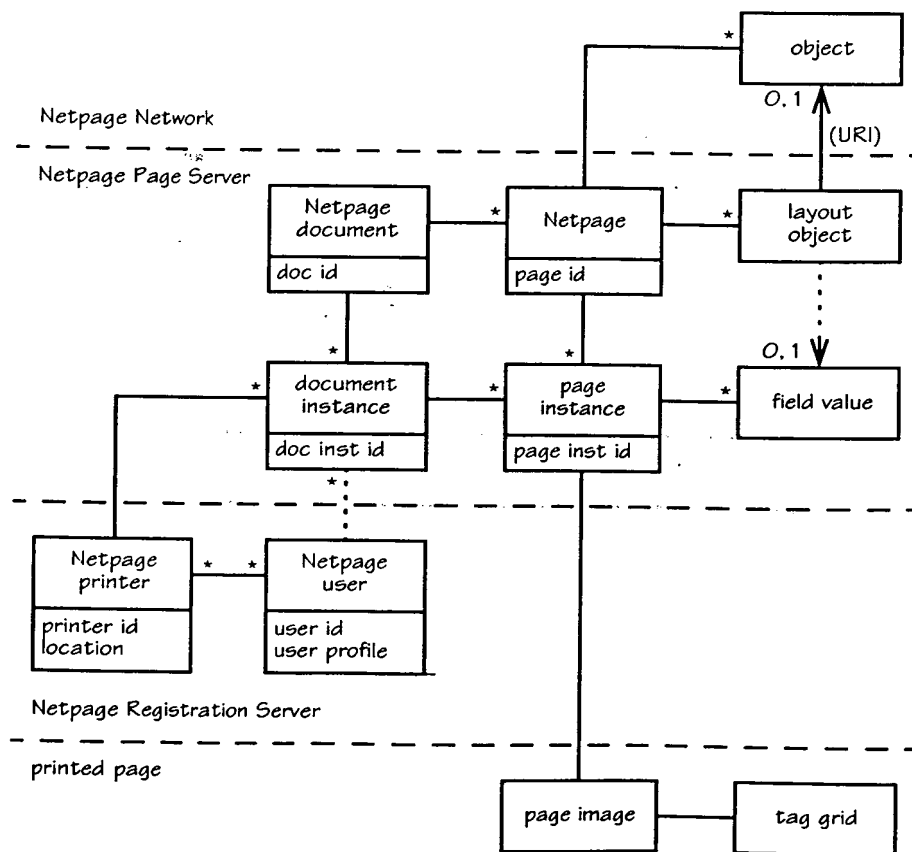 *
object
0, 1
Netpage Network
(URI)
Netpage Page Server
Netpage
document
doc id
*
Netpage
page id
*
layout
object
*
*
0, 1
*
document
instance
doc inst id
*
page
instance
page inst id
*
field value
*
Netpage
printer
printer id
location
*
*
Netpage
user
user id
user profile
Netpage Registration Server
printed page
page image
tag grid